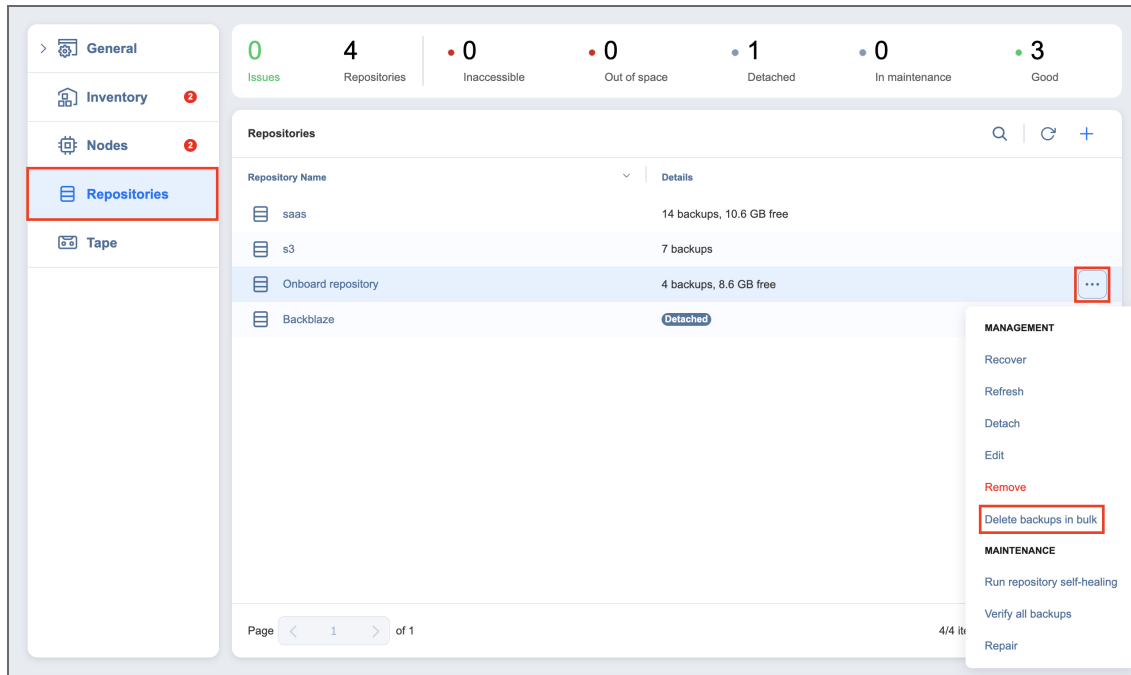 General
Inventory 2
Nodes 2
Repositories
Tape
0 4 0 0 1 0 3
Issues Repositories Inaccessible Out of space Detached In maintenance Good
Repositories
Repository Name Details
saas 14 backups, 10.6 GB free
s3 7 backups
Onboard repository 4 backups, 8.6 GB free
Backblaze Detached
MANAGEMENT
Recover
Refresh
Detach
Edit
Remove
Delete backups in bulk
MAINTENANCE
Run repository self-healing
Verify all backups
Repair
Page 1 of 1 4/4